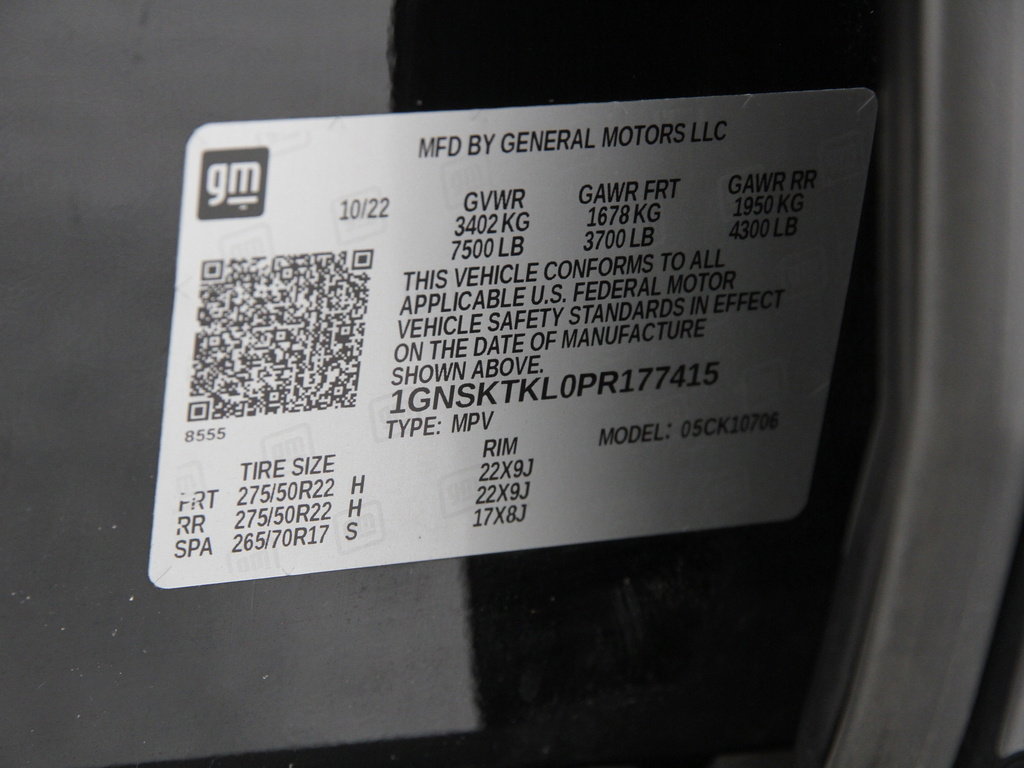 MFD BY GENERAL MOTORS LLC
gm
10/22
GVWR GAWR FRT GAWR RR
3402 KG 1678 KG 1950 KG
7500 LB 3700 LB 4300 LB
THIS VEHICLE CONFORMS TO ALL
APPLICABLE U.S. FEDERAL MOTOR
VEHICLE SAFETY STANDARDS IN EFFECT
ON THE DATE OF MANUFACTURE
SHOWN ABOVE.
1GNSKTKL0PR177415
8555
TYPE: MPV MODEL: 05CK10706
TIRE SIZE RIM
FRT 275/50R22 H 22X9J
RR 275/50R22 H 22X9J
SPA 265/70R17 S 17X8J